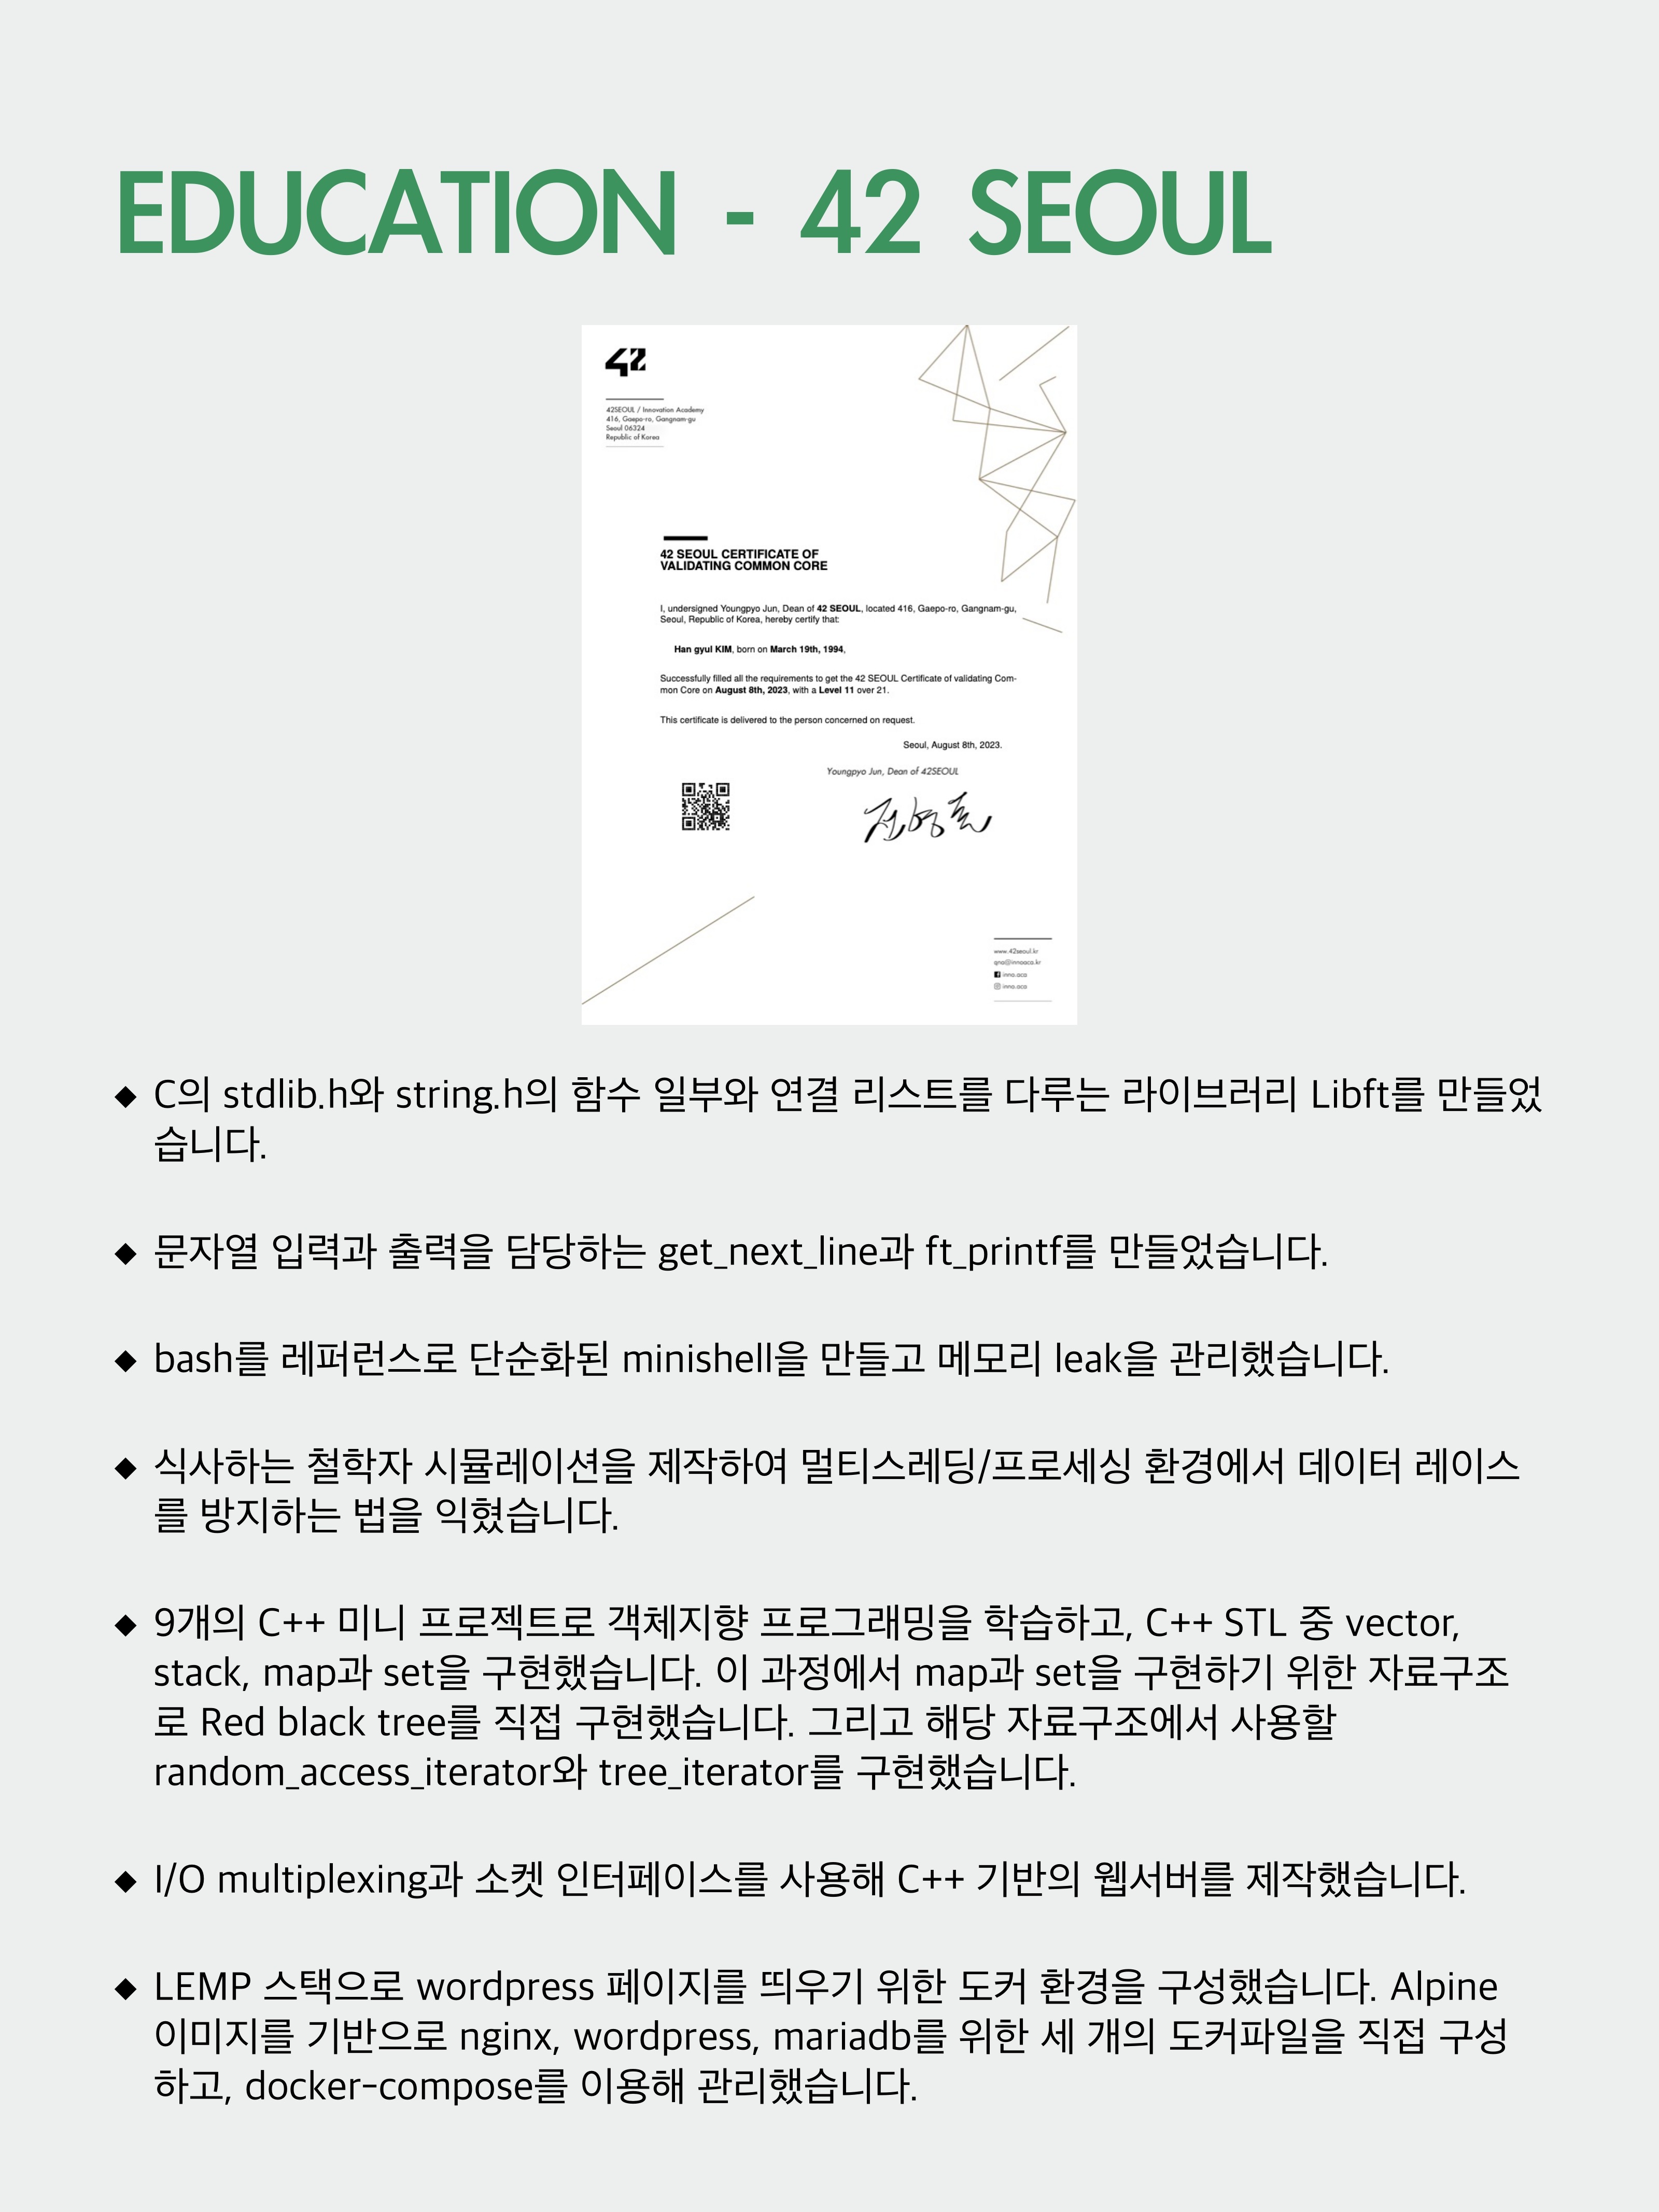 EDUCATION - 42 SEOUL
42
42SEOUL / Innovation Academy
416, Gaepo-ro, Gangnam-gu
Seoul 06324
Republic of Korea
42 SEOUL CERTIFICATE OF
VALIDATING COMMON CORE
I, undersigned Youngpyo Jun, Dean of 42 SEOUL, located 416, Gaepo-ro, Gangnam-gu,
Seoul, Republic of Korea, hereby certify that:
Han gyul KIM, born on March 19th, 1994,
Successfully filled all the requirements to get the 42 SEOUL Certificate of validating Com-
mon Core on August 8th, 2023, with a Level 11 over 21.
This certificate is delivered to the person concerned on request.
Seoul, August 8th, 2023.
Youngpyo Jun, Dean of 42SEOUL
www.42seoul.kr
qna@innoaca.kr
inno.aca
inno.aca
◆ C의 stdlib.h와 string.h의 함수 일부와 연결 리스트를 다루는 라이브러리 Libft를 만들었
습니다.
◆ 문자열 입력과 출력을 담당하는 get_next_line과 ft_printf를 만들었습니다.
◆ bash를 레퍼런스로 단순화된 minishell을 만들고 메모리 leak을 관리했습니다.
◆ 식사하는 철학자 시뮬레이션을 제작하여 멀티스레딩/프로세싱 환경에서 데이터 레이스
를 방지하는 법을 익혔습니다.
◆ 9개의 C++ 미니 프로젝트로 객체지향 프로그래밍을 학습하고, C++ STL 중 vector,
stack, map과 set을 구현했습니다. 이 과정에서 map과 set을 구현하기 위한 자료구조
로 Red black tree를 직접 구현했습니다. 그리고 해당 자료구조에서 사용할
random_access_iterator와 tree_iterator를 구현했습니다.
◆ I/O multiplexing과 소켓 인터페이스를 사용해 C++ 기반의 웹서버를 제작했습니다.
◆ LEMP 스택으로 wordpress 페이지를 띄우기 위한 도커 환경을 구성했습니다. Alpine
이미지를 기반으로 nginx, wordpress, mariadb를 위한 세 개의 도커파일을 직접 구성
하고, docker-compose를 이용해 관리했습니다.